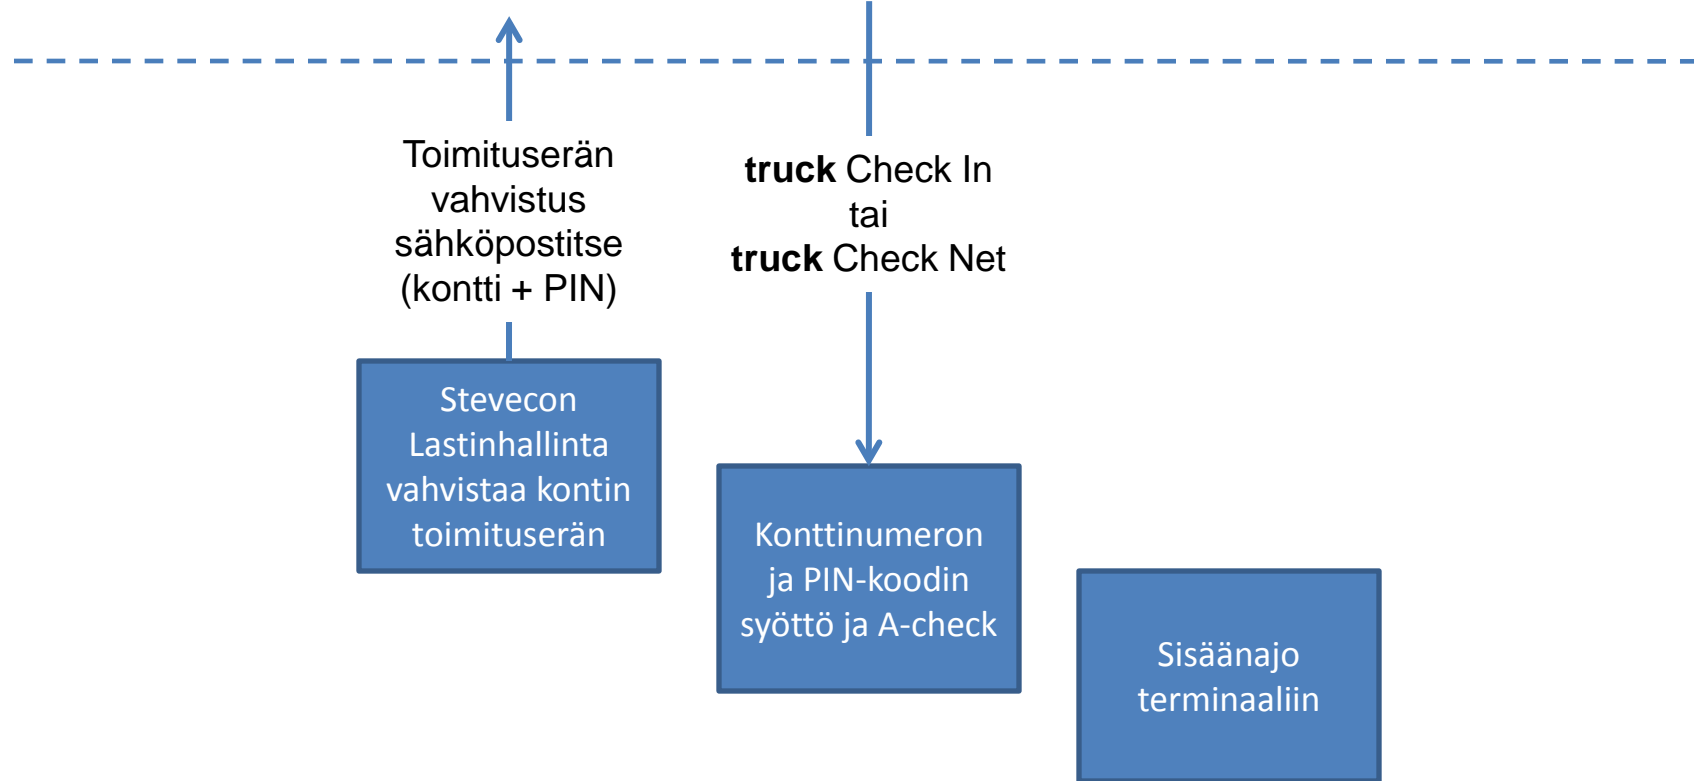 Toimituserän
vahvistus
sähköpostitse
(kontti + PIN)
truck Check In
tai
truck Check Net
Stevecon
Lastinhallinta
vahvistaa kontin
toimituserän
Konttinumeron
ja PIN-koodin
syöttö ja A-check
Sisäänajo
terminaaliin